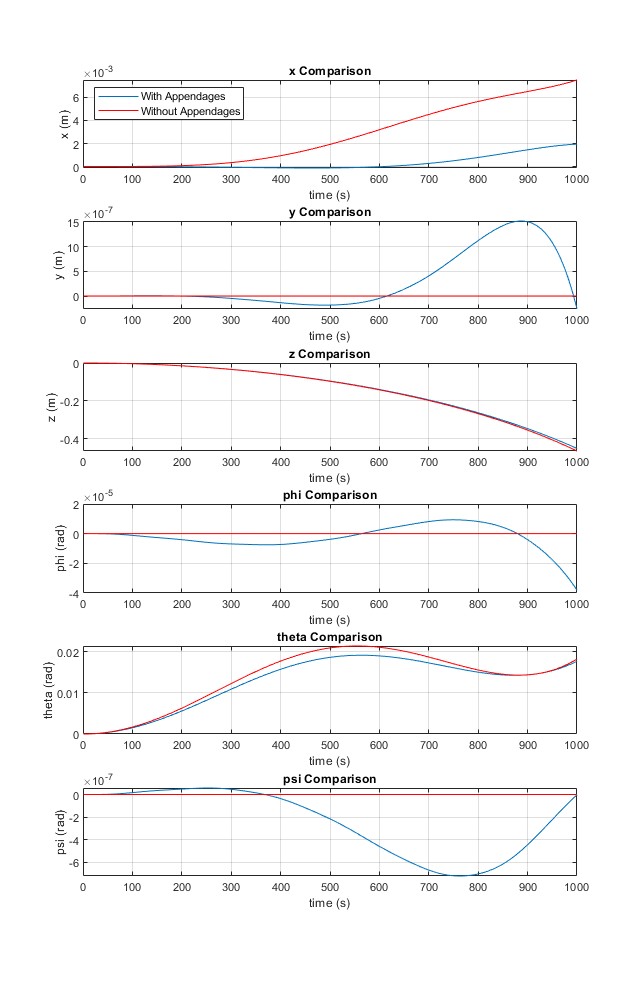 x Comparison
×10^-3
With Appendages
Without Appendages
6
4
2
0
x (m)
0 100 200 300 400 500 600 700 800 900 1000
time (s)
y Comparison
×10^-7
15
10
5
0
y (m)
0 100 200 300 400 500 600 700 800 900 1000
time (s)
z Comparison
0
-0.2
-0.4
z (m)
0 100 200 300 400 500 600 700 800 900 1000
time (s)
phi Comparison
×10^-5
2
0
-2
-4
phi (rad)
0 100 200 300 400 500 600 700 800 900 1000
time (s)
theta Comparison
0.02
0.01
0
theta (rad)
0 100 200 300 400 500 600 700 800 900 1000
time (s)
psi Comparison
×10^-7
0
-2
-4
-6
psi (rad)
0 100 200 300 400 500 600 700 800 900 1000
time (s)